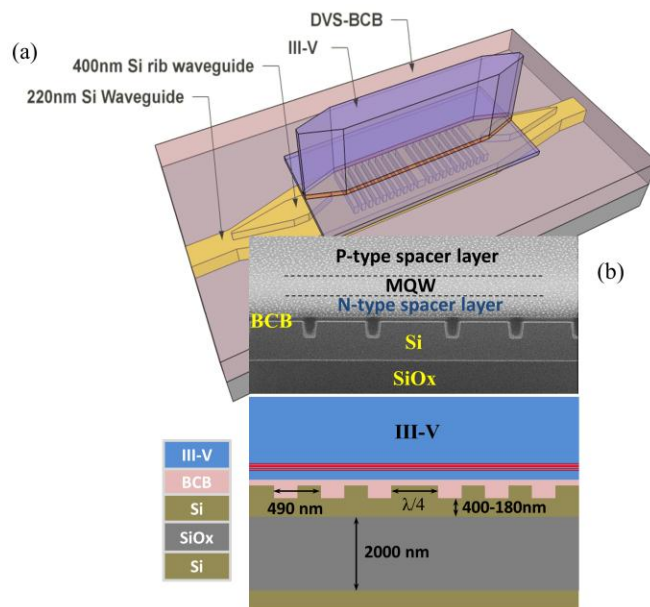 DVS-BCB
(a)
III-V
400nm Si rib waveguide
220nm Si Waveguide
(b)
P-type spacer layer
MQW
N-type spacer layer
BCB
Si
SiOx
III-V
III-V
BCB
Si
SiOx
Si
490 nm
λ/4
400-180nm
2000 nm